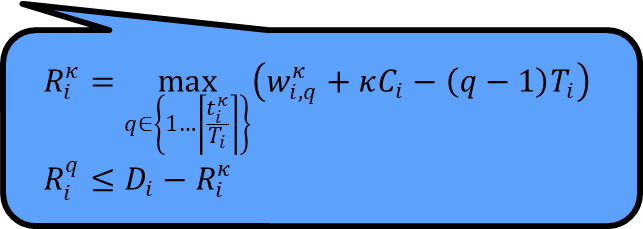 R_i^κ = max_{q∈{1…⌈t_i^κ/T_i⌉}} (w_{i,q}^κ + κC_i − (q − 1)T_i)
R_i^q ≤ D_i − R_i^κ